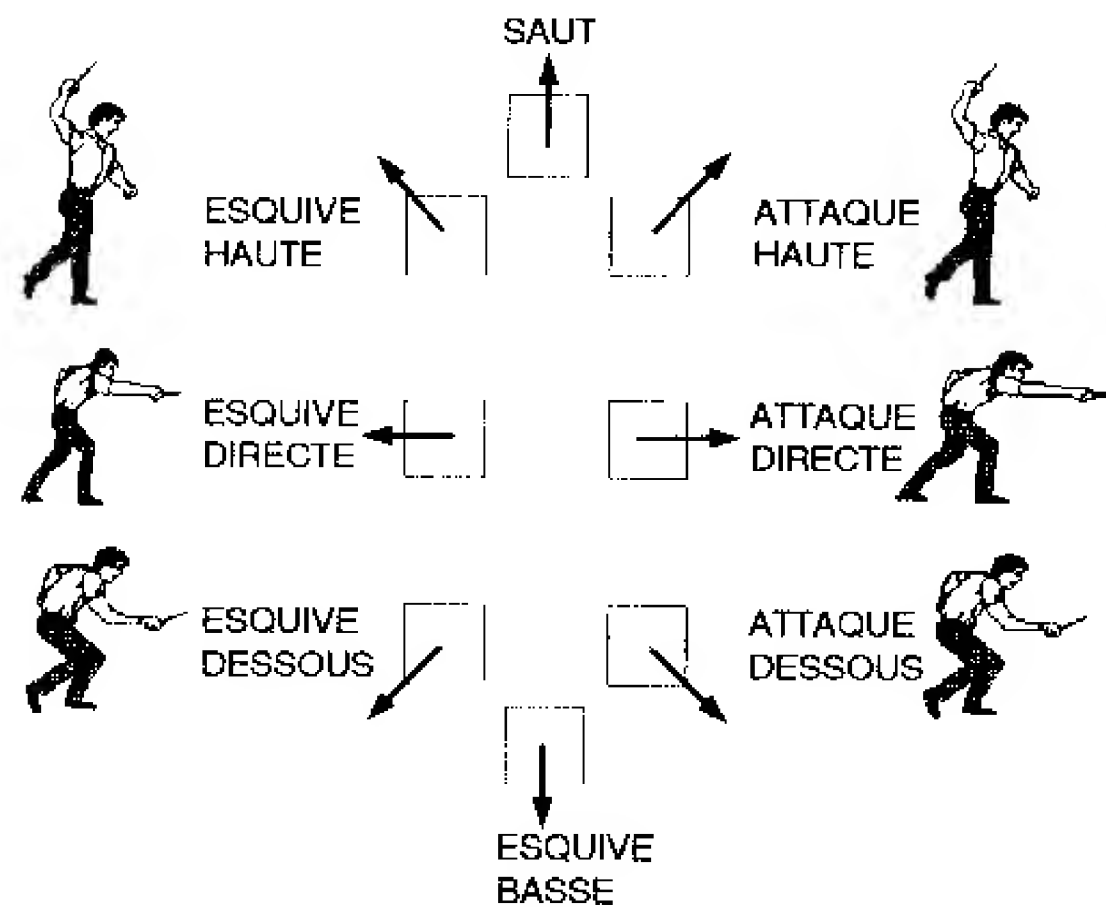 SAUT
ESQUIVE
HAUTE
ATTAQUE
HAUTE
ESQUIVE
DIRECTE
ATTAQUE
DIRECTE
ESQUIVE
DESSOUS
ATTAQUE
DESSOUS
ESQUIVE
BASSE